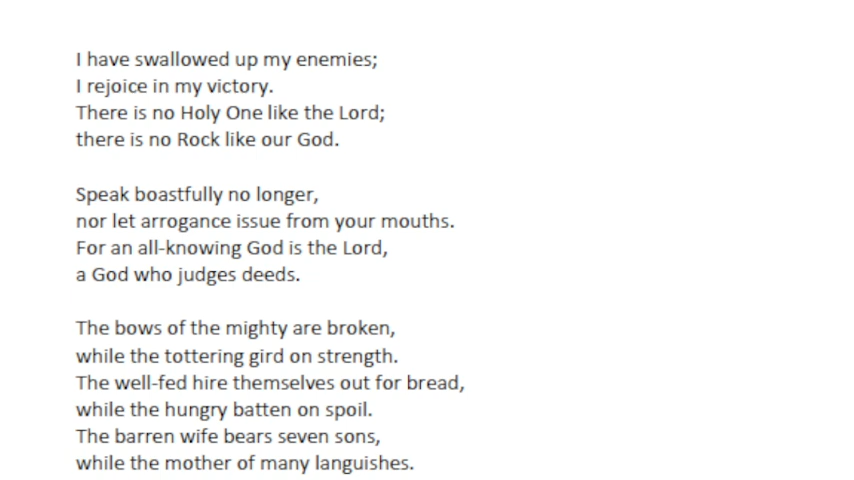 I have swallowed up my enemies;
I rejoice in my victory.
There is no Holy One like the Lord;
there is no Rock like our God.

Speak boastfully no longer,
nor let arrogance issue from your mouths.
For an all-knowing God is the Lord,
a God who judges deeds.

The bows of the mighty are broken,
while the tottering gird on strength.
The well-fed hire themselves out for bread,
while the hungry batten on spoil.
The barren wife bears seven sons,
while the mother of many languishes.